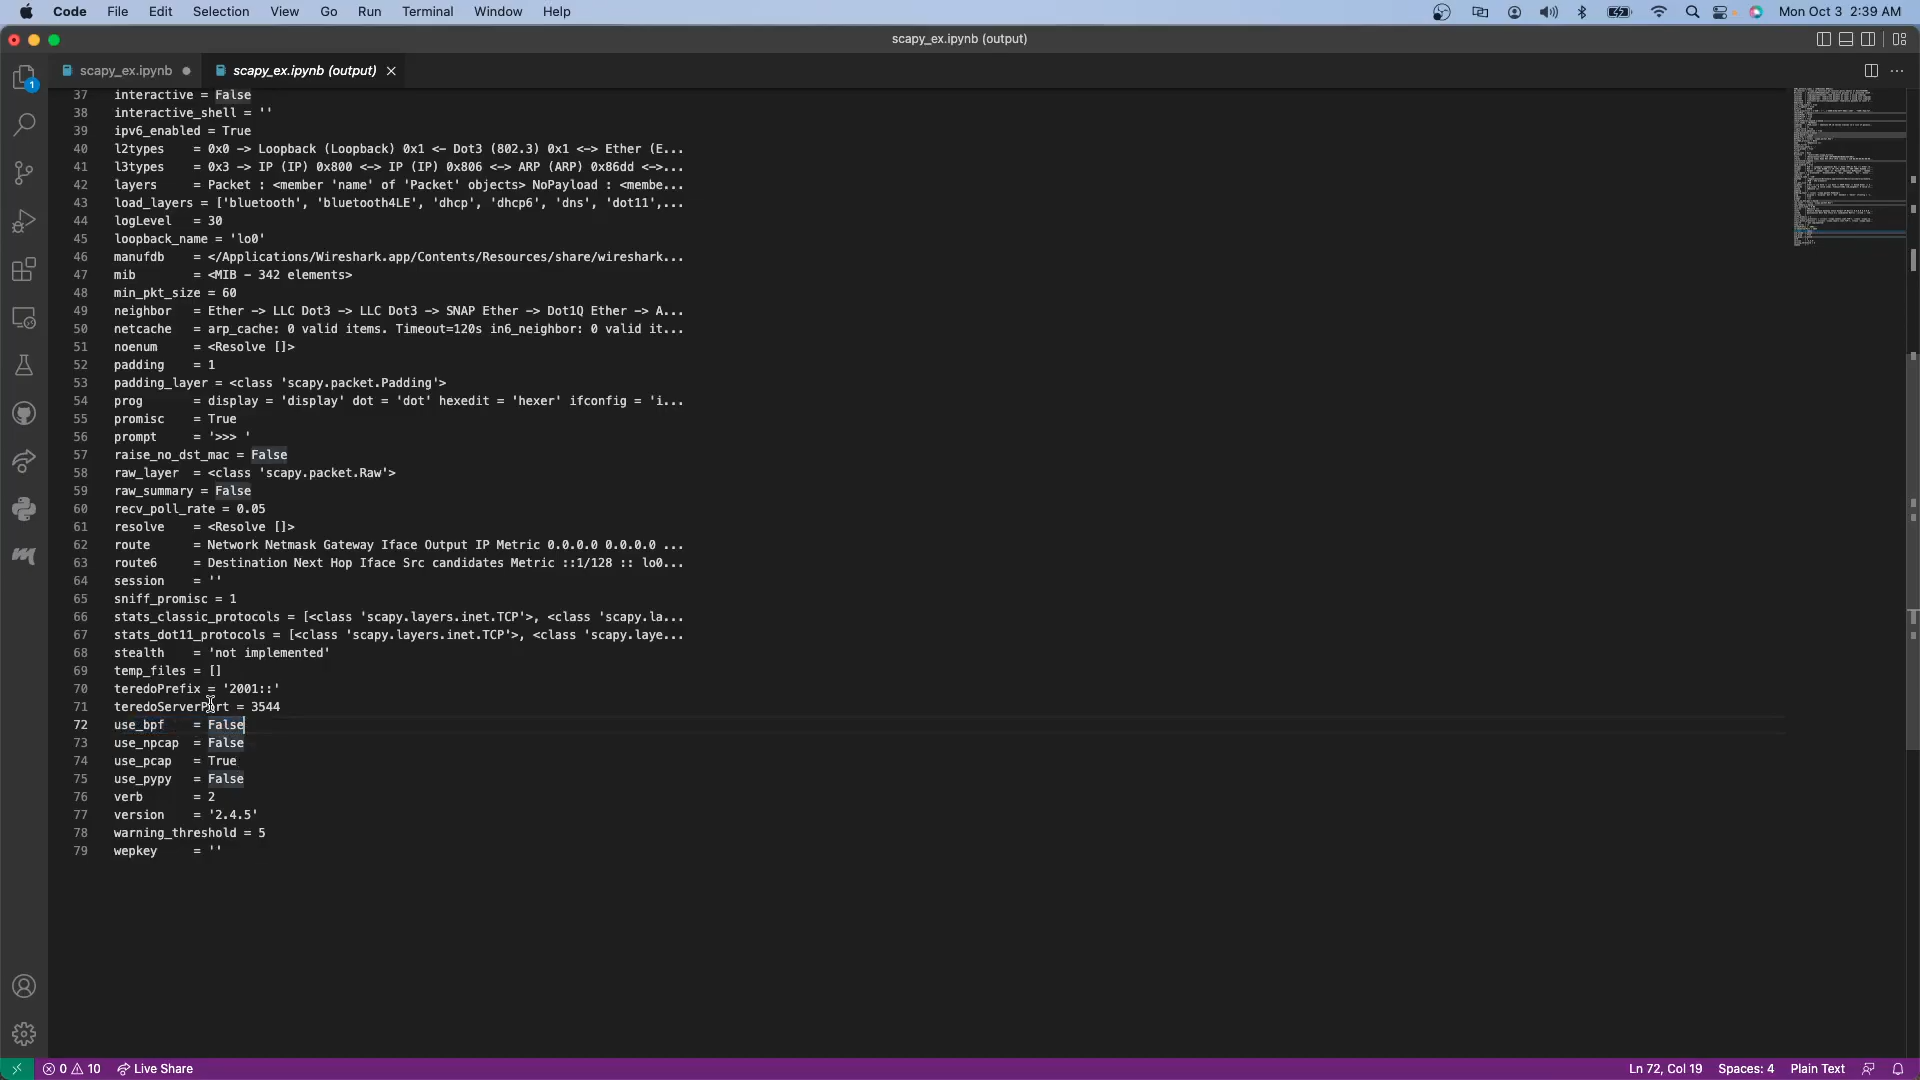 Code File Edit Selection View Go Run Terminal Window Help Mon Oct 3 2:39 AM
scapy_ex.ipynb (output)
scapy_ex.ipynb scapy_ex.ipynb (output)
37 interactive = False
38 interactive_shell = ''
39 ipv6_enabled = True
40 l2types = 0x0 -> Loopback (Loopback) 0x1 <- Dot3 (802.3) 0x1 <-> Ether (E...
41 l3types = 0x3 -> IP (IP) 0x800 <-> IP (IP) 0x806 <-> ARP (ARP) 0x86dd <->...
42 layers = Packet : <member 'name' of 'Packet' objects> NoPayload : <membe...
43 load_layers = ['bluetooth', 'bluetooth4LE', 'dhcp', 'dhcp6', 'dns', 'dot11',...
44 logLevel = 30
45 loopback_name = 'lo0'
46 manufdb = </Applications/Wireshark.app/Contents/Resources/share/wireshark...
47 mib = <MIB - 342 elements>
48 min_pkt_size = 60
49 neighbor = Ether -> LLC Dot3 -> LLC Dot3 -> SNAP Ether -> Dot1Q Ether -> A...
50 netcache = arp_cache: 0 valid items. Timeout=120s in6_neighbor: 0 valid it...
51 noenum = <Resolve []>
52 padding = 1
53 padding_layer = <class 'scapy.packet.Padding'>
54 prog = display = 'display' dot = 'dot' hexedit = 'hexer' ifconfig = 'i...
55 promisc = True
56 prompt = '>>> '
57 raise_no_dst_mac = False
58 raw_layer = <class 'scapy.packet.Raw'>
59 raw_summary = False
60 recv_poll_rate = 0.05
61 resolve = <Resolve []>
62 route = Network Netmask Gateway Iface Output IP Metric 0.0.0.0 0.0.0.0 ...
63 route6 = Destination Next Hop Iface Src candidates Metric ::1/128 :: lo0...
64 session = ''
65 sniff_promisc = 1
66 stats_classic_protocols = [<class 'scapy.layers.inet.TCP'>, <class 'scapy.la...
67 stats_dot11_protocols = [<class 'scapy.layers.inet.TCP'>, <class 'scapy.laye...
68 stealth = 'not implemented'
69 temp_files = []
70 teredoPrefix = '2001::'
71 teredoServerPort = 3544
72 use_bpf = False
73 use_npcap = False
74 use_pcap = True
75 use_pypy = False
76 verb = 2
77 version = '2.4.5'
78 warning_threshold = 5
79 wepkey = ''
0 10 Live Share Ln 72, Col 19 Spaces: 4 Plain Text